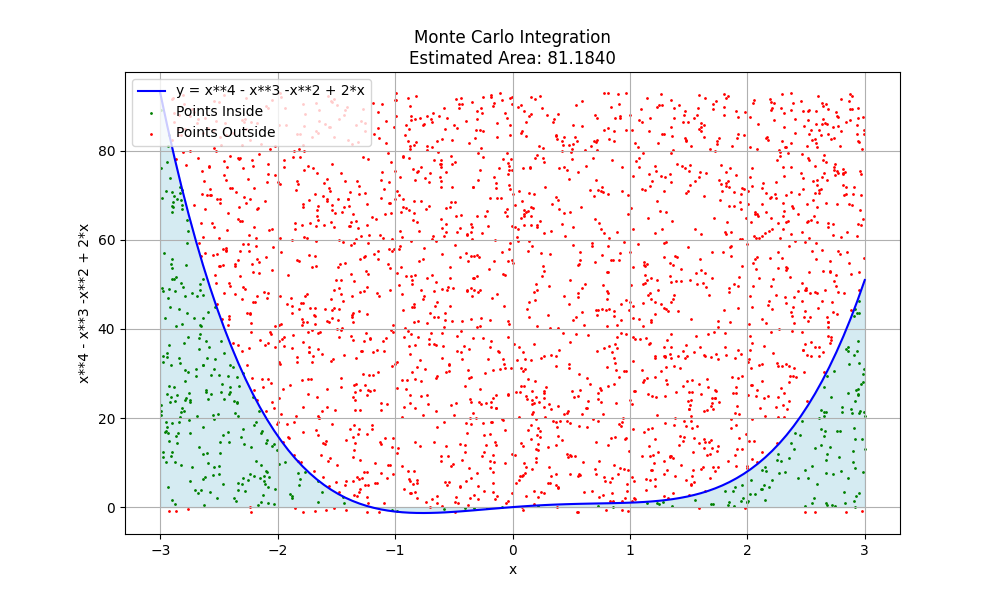 Monte Carlo Integration
Estimated Area: 81.1840
y = x**4 - x**3 -x**2 + 2*x
Points Inside
Points Outside
x**4 - x**3 -x**2 + 2*x
80
60
40
20
0
−3 −2 −1 0 1 2 3
x